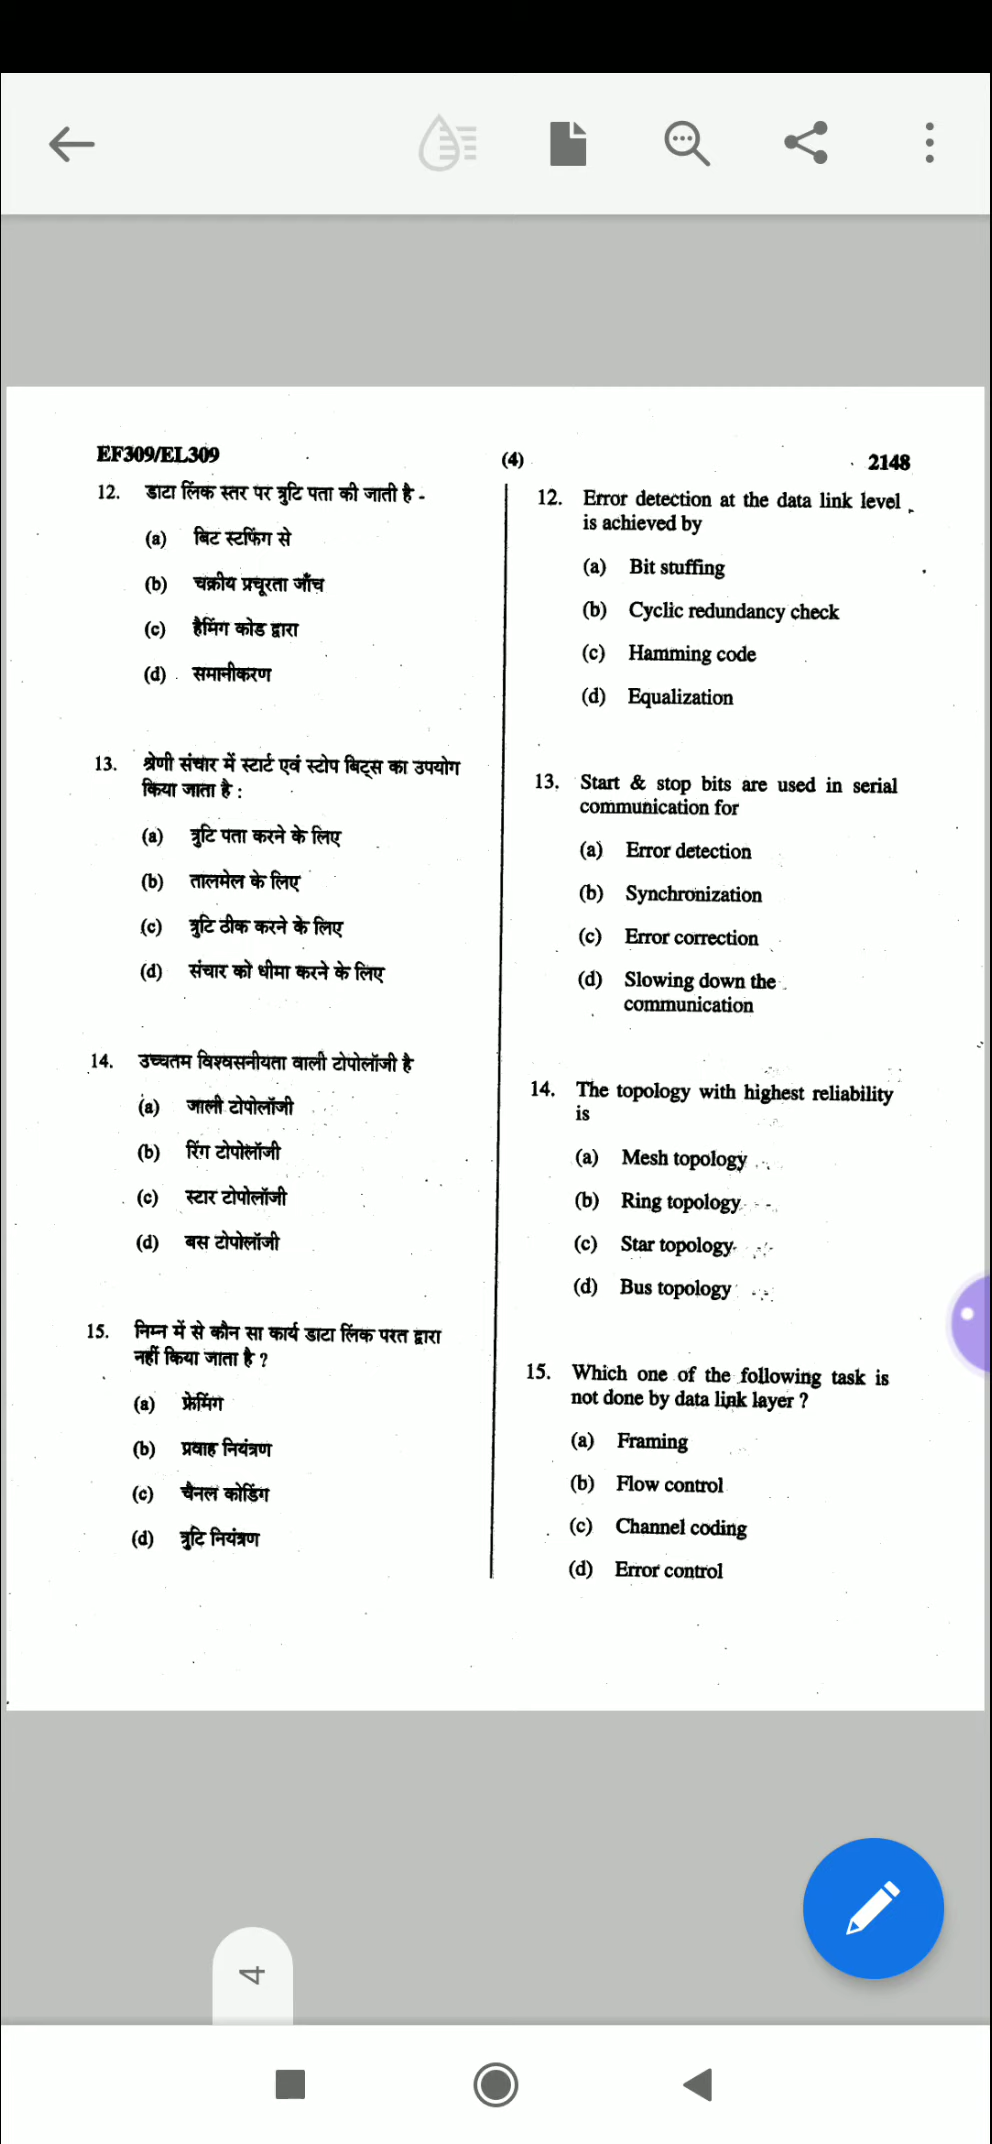 EF309/EL309
(4)
2148
12. डाटा लिंक स्तर पर त्रुटि पता की जाती है -
(a) बिट स्टफिंग से
(b) चक्रीय प्रचूरता जाँच
(c) हैमिंग कोड द्वारा
(d) समानीकरण
13. श्रेणी संचार में स्टार्ट एवं स्टोप बिट्स का उपयोग
किया जाता है :
(a) त्रुटि पता करने के लिए
(b) तालमेल के लिए
(c) त्रुटि ठीक करने के लिए
(d) संचार को धीमा करने के लिए
14. उच्चतम विश्वसनीयता वाली टोपोलॉजी है
(a) जाली टोपोलॉजी
(b) रिंग टोपोलॉजी
(c) स्टार टोपोलॉजी
(d) बस टोपोलॉजी
15. निम्न में से कौन सा कार्य डाटा लिंक परत द्वारा
नहीं किया जाता है ?
(a) फ्रेमिंग
(b) प्रवाह नियंत्रण
(c) चैनल कोडिंग
(d) त्रुटि नियंत्रण
12. Error detection at the data link level
is achieved by
(a) Bit stuffing
(b) Cyclic redundancy check
(c) Hamming code
(d) Equalization
13. Start & stop bits are used in serial
communication for
(a) Error detection
(b) Synchronization
(c) Error correction
(d) Slowing down the
communication
14. The topology with highest reliability
is
(a) Mesh topology
(b) Ring topology
(c) Star topology
(d) Bus topology
15. Which one of the following task is
not done by data link layer ?
(a) Framing
(b) Flow control
(c) Channel coding
(d) Error control
4